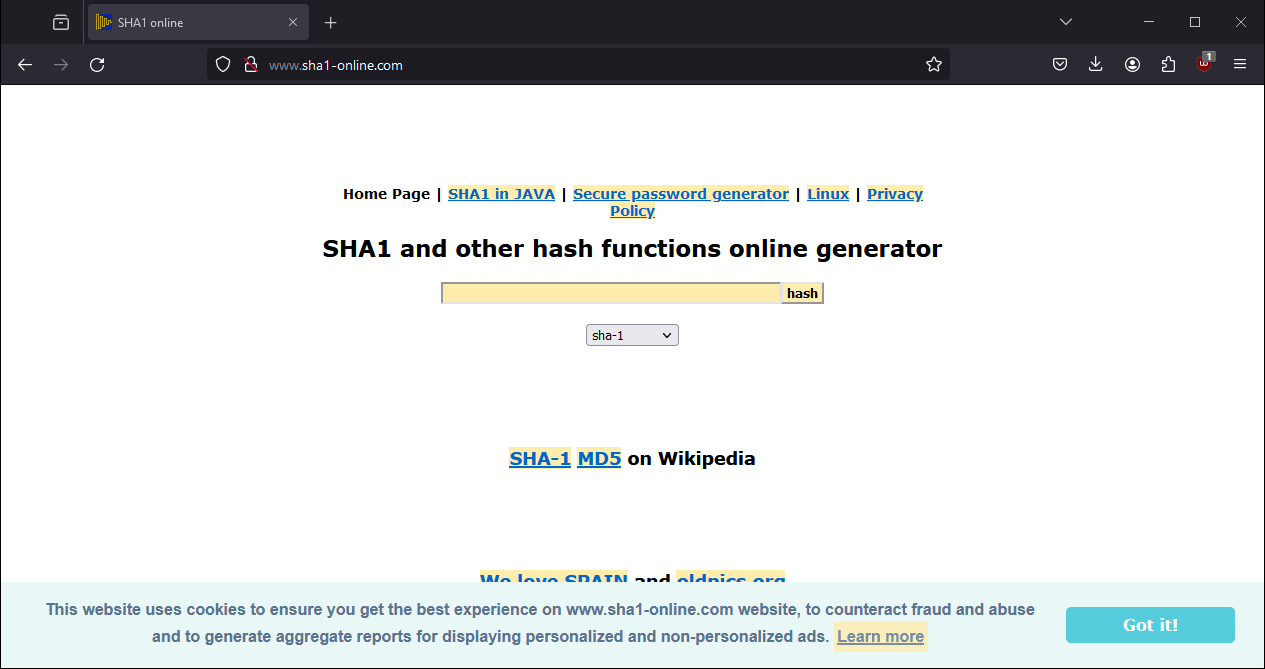 SHA1 online
www.sha1-online.com
1
Home Page | SHA1 in JAVA | Secure password generator | Linux | Privacy
Policy
SHA1 and other hash functions online generator
hash
sha-1
SHA-1 MD5 on Wikipedia
We love SPAIN and oldpics.org
This website uses cookies to ensure you get the best experience on www.sha1-online.com website, to counteract fraud and abuse
and to generate aggregate reports for displaying personalized and non-personalized ads. Learn more
Got it!